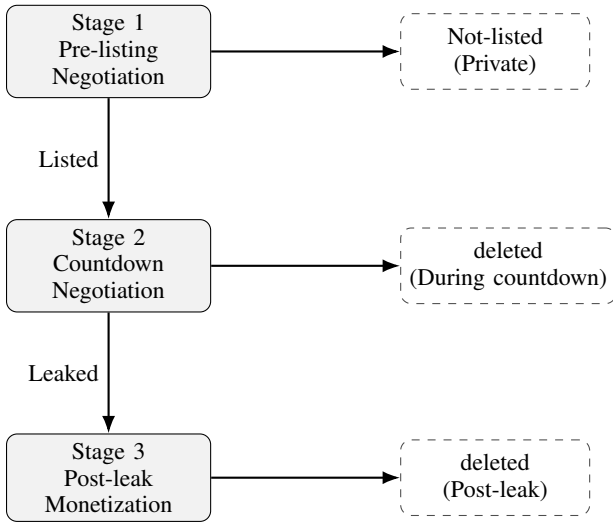 Stage 1
Pre-listing
Negotiation
Not-listed
(Private)
Listed
Stage 2
Countdown
Negotiation
deleted
(During countdown)
Leaked
Stage 3
Post-leak
Monetization
deleted
(Post-leak)